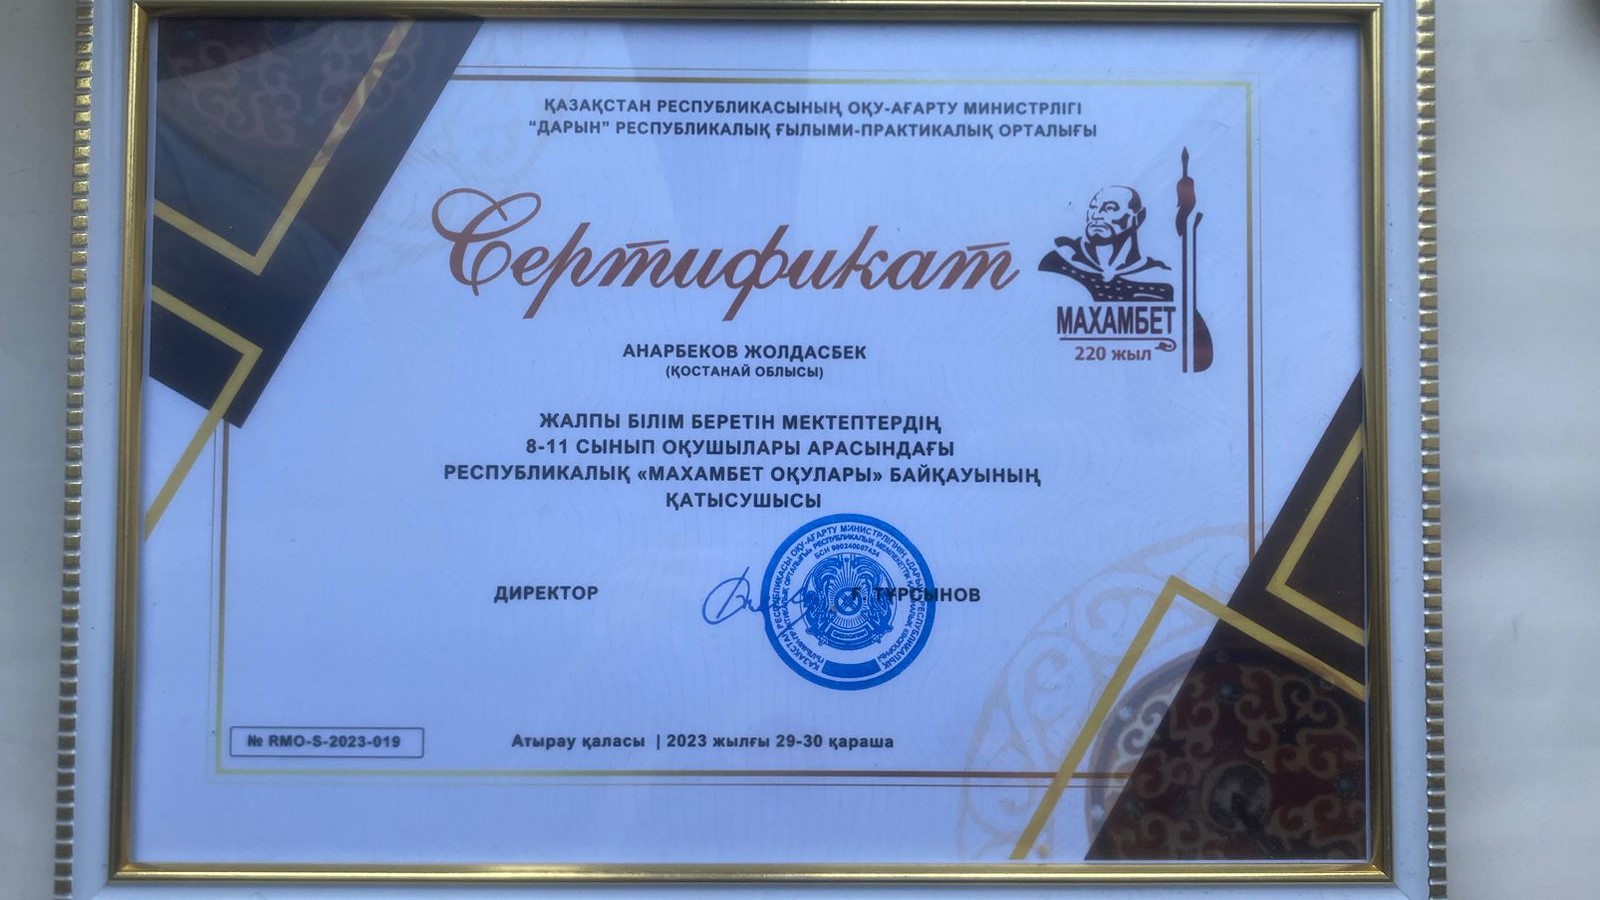 ҚАЗАҚСТАН РЕСПУБЛИКАСЫНЫҢ ОҚУ-АҒАРТУ МИНИСТРЛІГІ
“ДАРЫН” РЕСПУБЛИКАЛЫҚ ҒЫЛЫМИ-ПРАКТИКАЛЫҚ ОРТАЛЫҒЫ
Сертификат
МАХАМБЕТ
220 жыл
АНАРБЕКОВ ЖОЛДАСБЕК
(ҚОСТАНАЙ ОБЛЫСЫ)
ЖАЛПЫ БІЛІМ БЕРЕТІН МЕКТЕПТЕРДІҢ
8-11 СЫНЫП ОҚУШЫЛАРЫ АРАСЫНДАҒЫ
РЕСПУБЛИКАЛЫҚ «МАХАМБЕТ ОҚУЛАРЫ» БАЙҚАУЫНЫҢ
ҚАТЫСУШЫСЫ
ДИРЕКТОР
Ғ. ТҰРСЫНОВ
№ RMO-S-2023-019
Атырау қаласы | 2023 жылғы 29-30 қараша